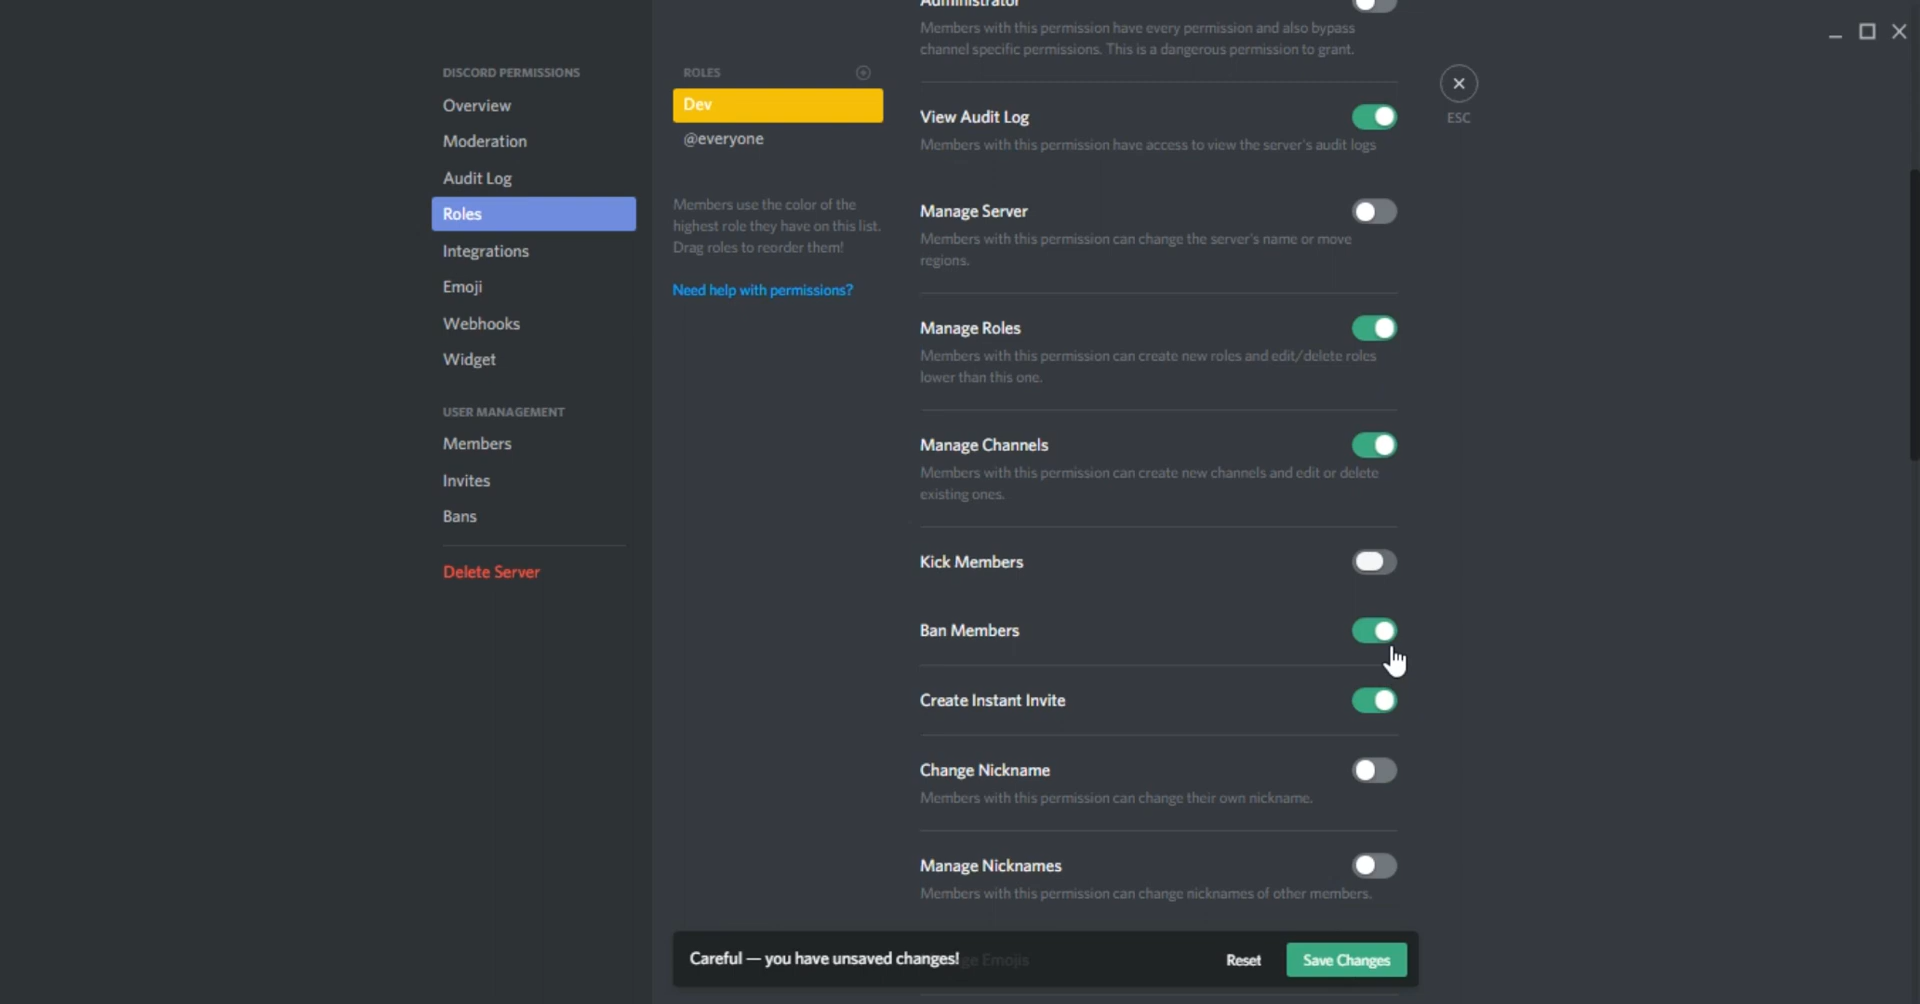 DISCORD PERMISSIONS
Overview
Moderation
Audit Log
Roles
Integrations
Emoji
Webhooks
Widget
USER MANAGEMENT
Members
Invites
Bans
Delete Server
ROLES
Dev
@everyone
Members use the color of the
highest role they have on this list.
Drag roles to reorder them!
Need help with permissions?
Administrator
Members with this permission have every permission and also bypass
channel specific permissions. This is a dangerous permission to grant.
View Audit Log
Members with this permission have access to view the server's audit logs
Manage Server
Members with this permission can change the server's name or move
regions.
Manage Roles
Members with this permission can create new roles and edit/delete roles
lower than this one.
Manage Channels
Members with this permission can create new channels and edit or delete
existing ones.
Kick Members
Ban Members
Create Instant Invite
Change Nickname
Members with this permission can change their own nickname.
Manage Nicknames
Members with this permission can change nicknames of other members.
Careful — you have unsaved changes!
ge Emojis
Reset
Save Changes
ESC